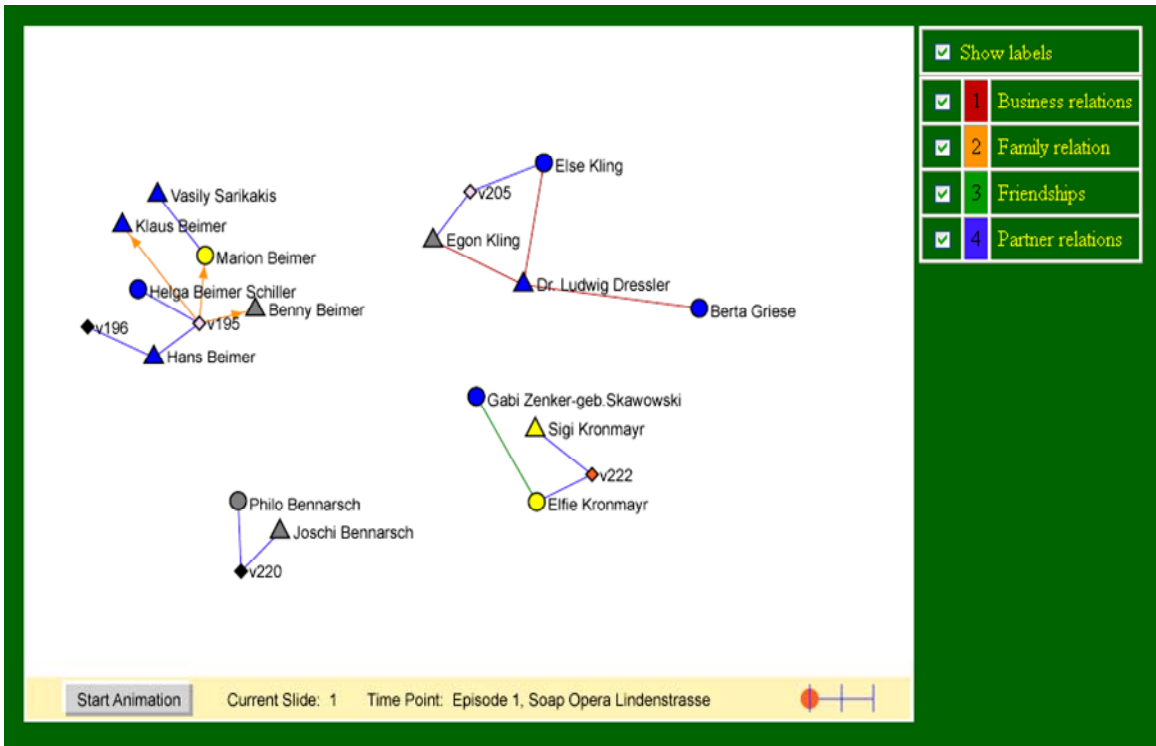 Show labels
1 Business relations
2 Family relation
3 Friendships
4 Partner relations
Else Kling
v205
Vasily Sarikakis
Klaus Beimer
Egon Kling
Marion Beimer
Dr. Ludwig Dressler
Helga Beimer Schiller
Benny Beimer
Berta Griese
v196
v195
Hans Beimer
Gabi Zenker-geb.Skawowski
Sigi Kronmayr
v222
Philo Bennarsch
Elfie Kronmayr
Joschi Bennarsch
v220
Start Animation Current Slide: 1 Time Point: Episode 1, Soap Opera Lindenstrasse